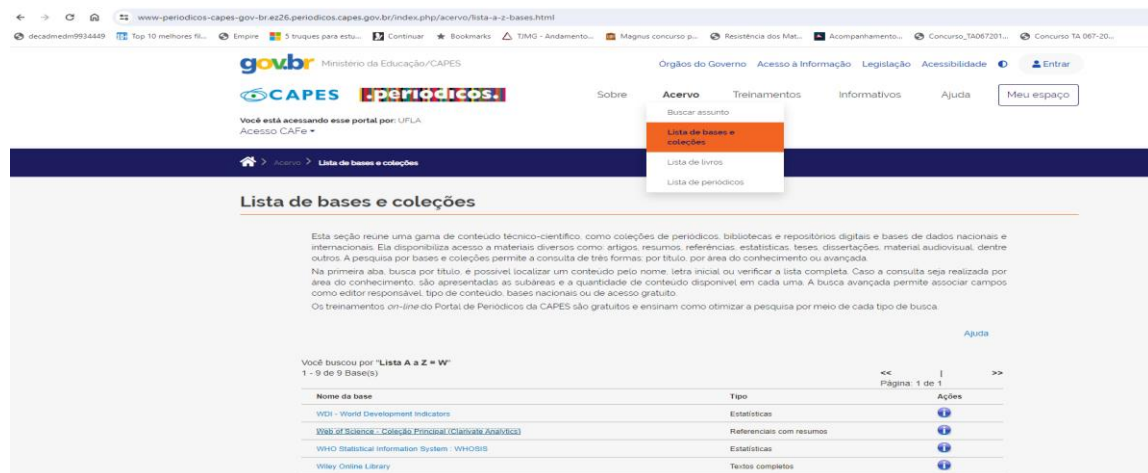 www-periodicos-capes-gov-br.ez26.periodicos.capes.gov.br/index.php/acervo/lista-a-z-bases.html
decadmedm9934449 Top 10 melhores fil... Empire 5 truques para estu... Continuar Bookmarks TJMG - Andamento... Magnus concurso p... Resistência dos Mat... Acompanhamento... Concurso_TA067201... Concurso TA 067-20...
gov.br Ministério da Educação/CAPES Órgãos do Governo Acesso à Informação Legislação Acessibilidade Entrar
CAPES .periódicos. Sobre Acervo Treinamentos Informativos Ajuda Meu espaço
Buscar assunto
Você está acessando esse portal por: UFLA
Acesso CAFe
Lista de bases e
coleções
Acervo > Lista de bases e coleções
Lista de livros
Lista de periódicos
Lista de bases e coleções
Esta seção reúne uma gama de conteúdo técnico-científico, como coleções de periódicos, bibliotecas e repositórios digitais e bases de dados nacionais e
internacionais. Ela disponibiliza acesso a materiais diversos como: artigos, resumos, referências, estatísticas, teses, dissertações, material audiovisual, dentre
outros. A pesquisa por bases e coleções permite a consulta de três formas: por título, por área do conhecimento ou avançada.
Na primeira aba, busca por título, é possível localizar um conteúdo pelo nome, letra inicial ou verificar a lista completa. Caso a consulta seja realizada por
área do conhecimento, são apresentadas as subáreas e a quantidade de conteúdo disponível em cada uma. A busca avançada permite associar campos
como editor responsável, tipo de conteúdo, bases nacionais ou de acesso gratuito.
Os treinamentos on-line do Portal de Periódicos da CAPES são gratuitos e ensinam como otimizar a pesquisa por meio de cada tipo de busca.
Ajuda
Você buscou por "Lista A a Z = W"
1 - 9 de 9 Base(s) << | >>
Página: 1 de 1
Nome da base Tipo Ações
WDI - World Development Indicators Estatísticas
Web of Science - Coleção Principal (Clarivate Analytics) Referenciais com resumos
WHO Statistical Information System : WHOSIS Estatísticas
Wiley Online Library Textos completos